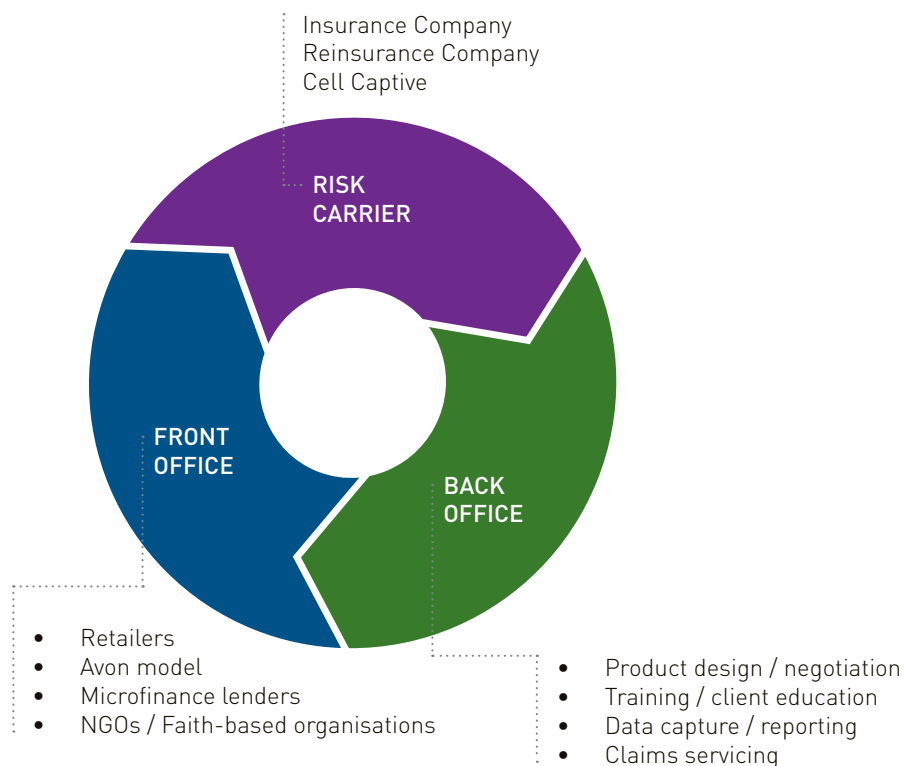 Insurance Company
Reinsurance Company
Cell Captive
RISK
CARRIER
FRONT
OFFICE
BACK
OFFICE
• Retailers
• Avon model
• Microfinance lenders
• NGOs / Faith-based organisations
• Product design / negotiation
• Training / client education
• Data capture / reporting
• Claims servicing